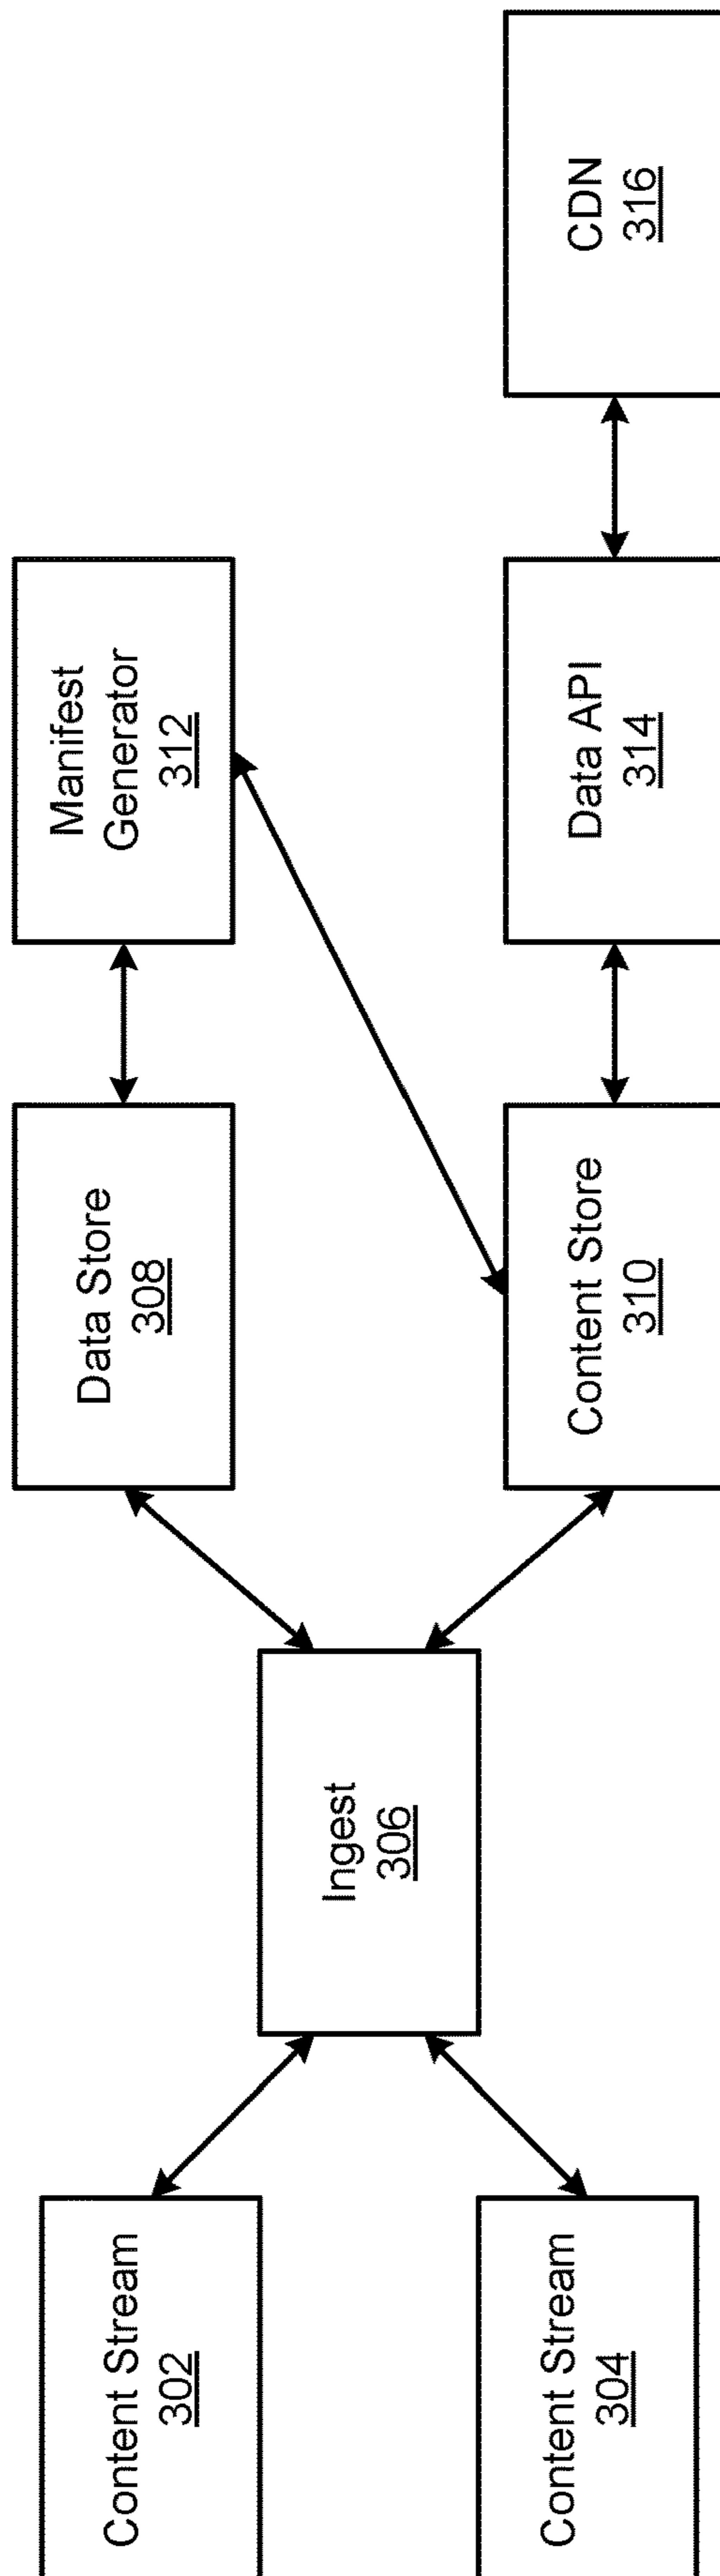 Content Stream
302
Content Stream
304
Ingest
306
Data Store
308
Content Store
310
Manifest
Generator
312
Data API
314
CDN
316